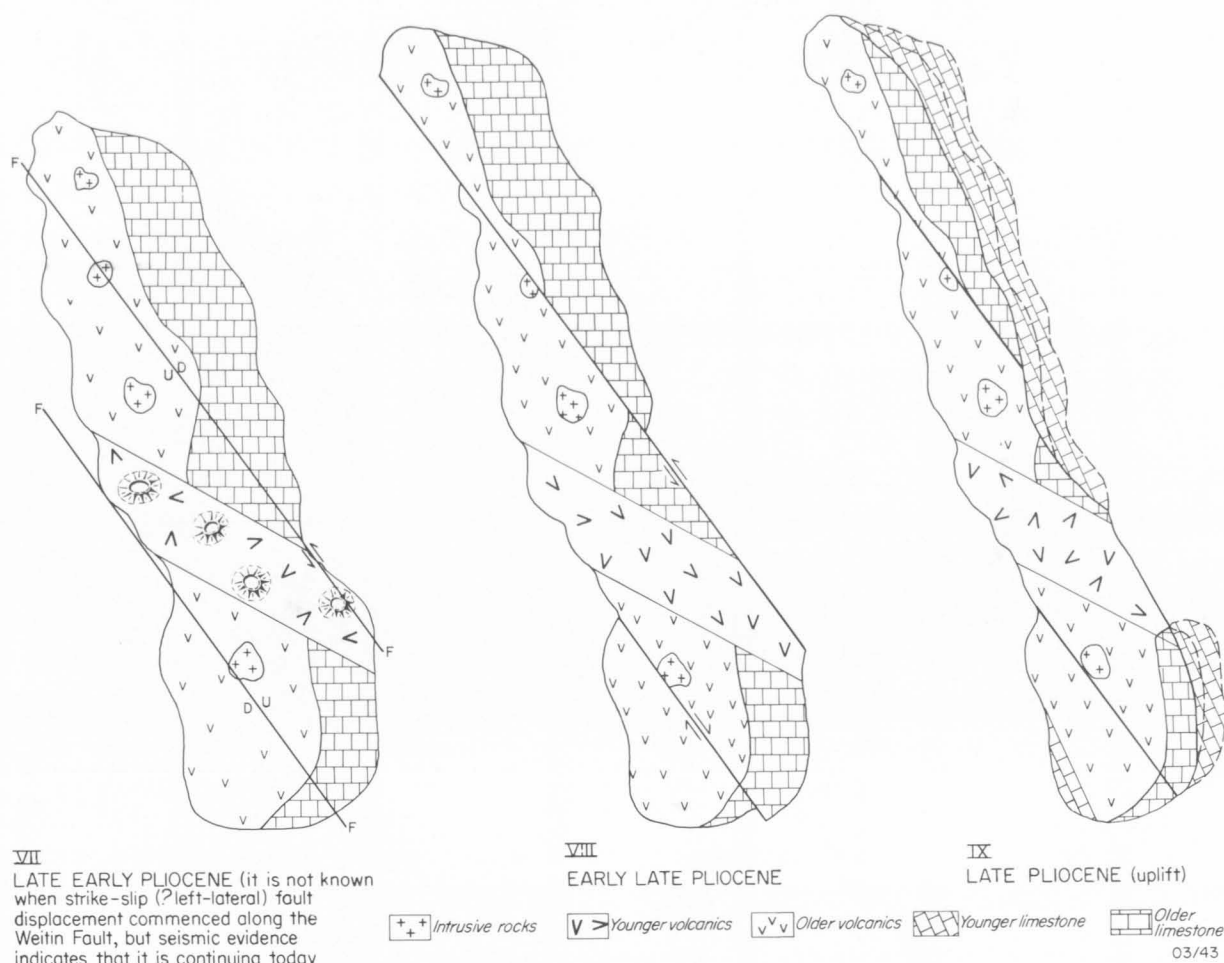 F
U D
F
F
D U
F
VII
LATE EARLY PLIOCENE (it is not known
when strike-slip (?left-lateral) fault
displacement commenced along the
Weitin Fault, but seismic evidence
indicates that it is continuing today
VIII
EARLY LATE PLIOCENE
IX
LATE PLIOCENE (uplift)
Intrusive rocks
Younger volcanics
Older volcanics
Younger limestone
Older
limestone
03/43